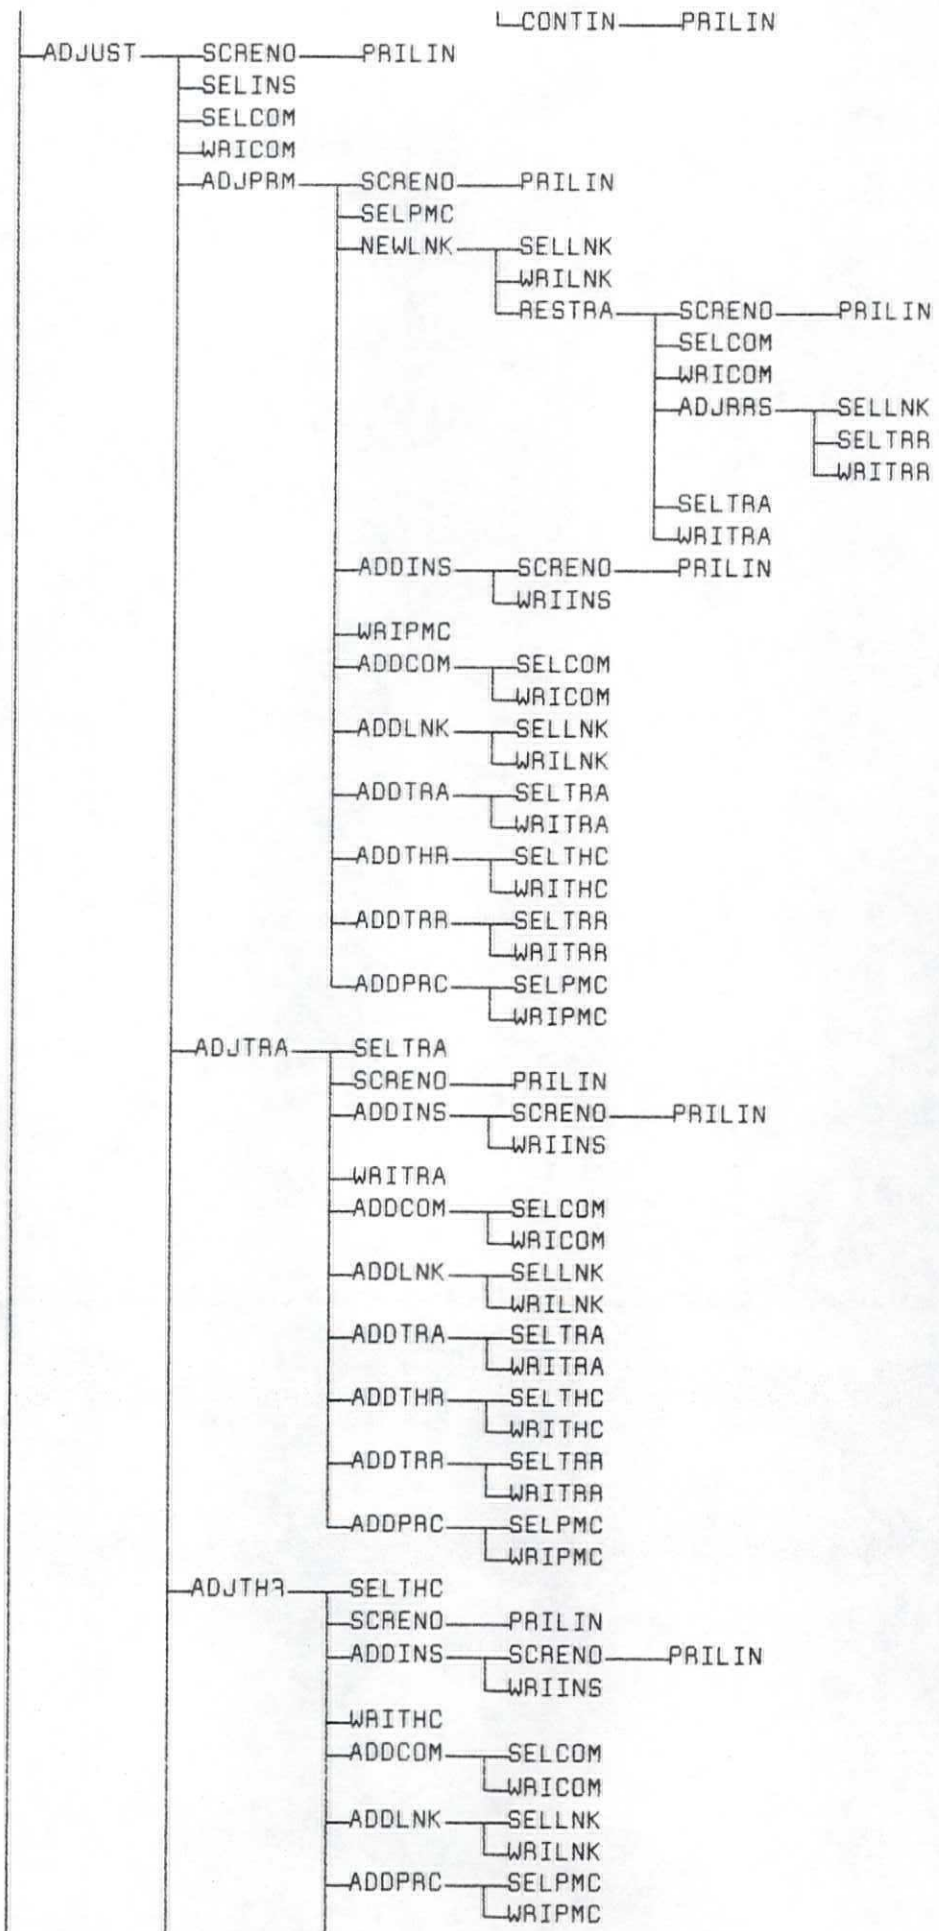 CONTIN PRILIN
ADJUST SCRENO PRILIN
SELINS
SELCOM
WRICOM
ADJPRM SCRENO PRILIN
SELPMC
NEWLNK SELLNK
WRILNK
RESTRA SCRENO PRILIN
SELCOM
WRICOM
ADJRRS SELLNK
SELTRR
WRITRR
SELTRA
WRITRA
ADDINS SCRENO PRILIN
WRIINS
WRIPMC
ADDCOM SELCOM
WRICOM
ADDLNK SELLNK
WRILNK
ADDTRA SELTRA
WRITRA
ADDTHR SELTHC
WRITHC
ADDTRR SELTRR
WRITRR
ADDPRC SELPMC
WRIPMC
ADJTRA SELTRA
SCRENO PRILIN
ADDINS SCRENO PRILIN
WRIINS
WRITRA
ADDCOM SELCOM
WRICOM
ADDLNK SELLNK
WRILNK
ADDTRA SELTRA
WRITRA
ADDTHR SELTHC
WRITHC
ADDTRR SELTRR
WRITRR
ADDPRC SELPMC
WRIPMC
ADJTHR SELTHC
SCRENO PRILIN
ADDINS SCRENO PRILIN
WRIINS
WRITHC
ADDCOM SELCOM
WRICOM
ADDLNK SELLNK
WRILNK
ADDPRC SELPMC
WRIPMC